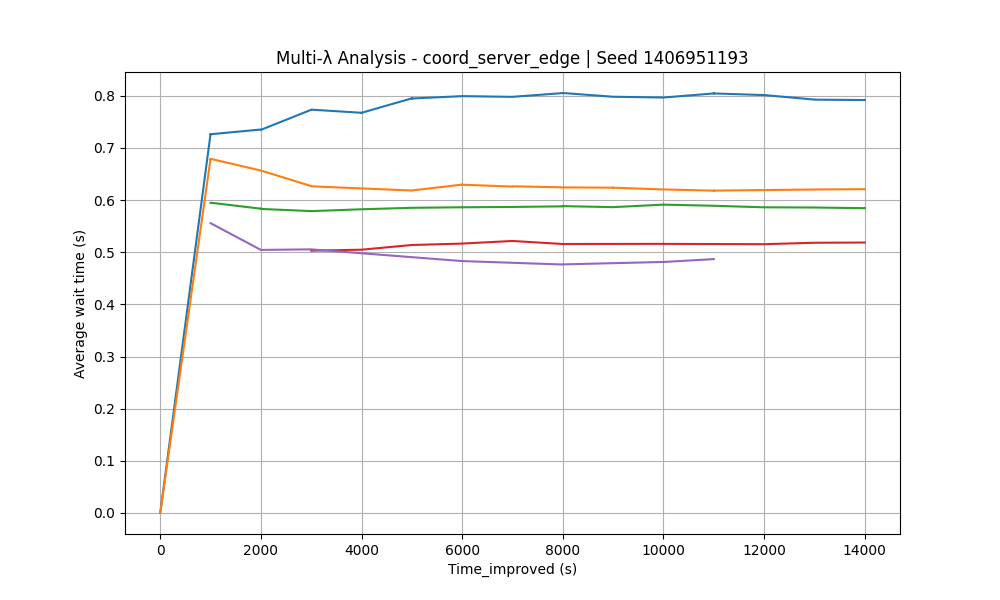 Multi-λ Analysis - coord_server_edge | Seed 1406951193
Average wait time (s)
0.8
0.7
0.6
0.5
0.4
0.3
0.2
0.1
0.0
0 2000 4000 6000 8000 10000 12000 14000
Time_improved (s)